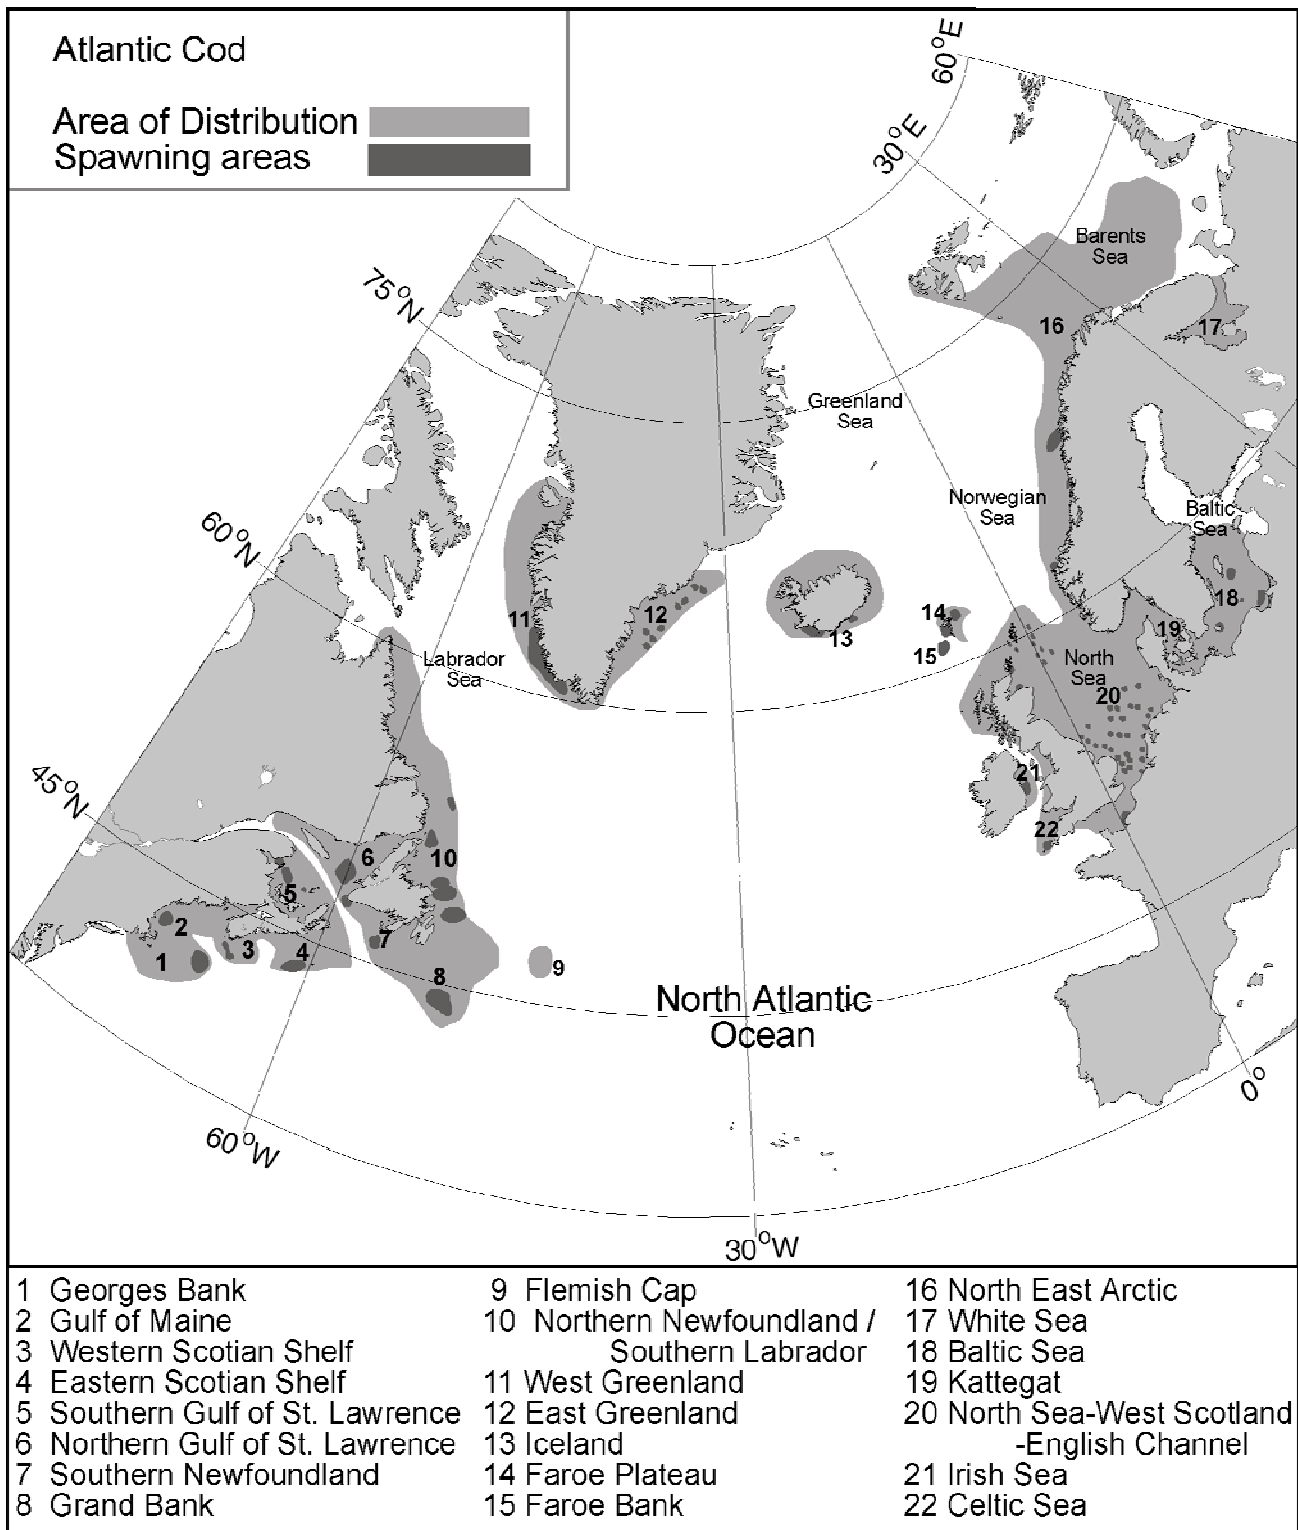 Atlantic Cod
Area of Distribution
Spawning areas
60°E
30°E
75°N
60°N
45°N
60°W
30°W
0°
Barents
Sea
16
17
Greenland
Sea
Norwegian
Sea
Baltic
Sea
18
19
11
12
13
14
15
Labrador
Sea
North
Sea
20
21
22
10
6
5
2
1
3
4
7
8
9
North Atlantic
Ocean
1 Georges Bank
2 Gulf of Maine
3 Western Scotian Shelf
4 Eastern Scotian Shelf
5 Southern Gulf of St. Lawrence
6 Northern Gulf of St. Lawrence
7 Southern Newfoundland
8 Grand Bank
9 Flemish Cap
10 Northern Newfoundland /
Southern Labrador
11 West Greenland
12 East Greenland
13 Iceland
14 Faroe Plateau
15 Faroe Bank
16 North East Arctic
17 White Sea
18 Baltic Sea
19 Kattegat
20 North Sea-West Scotland
-English Channel
21 Irish Sea
22 Celtic Sea